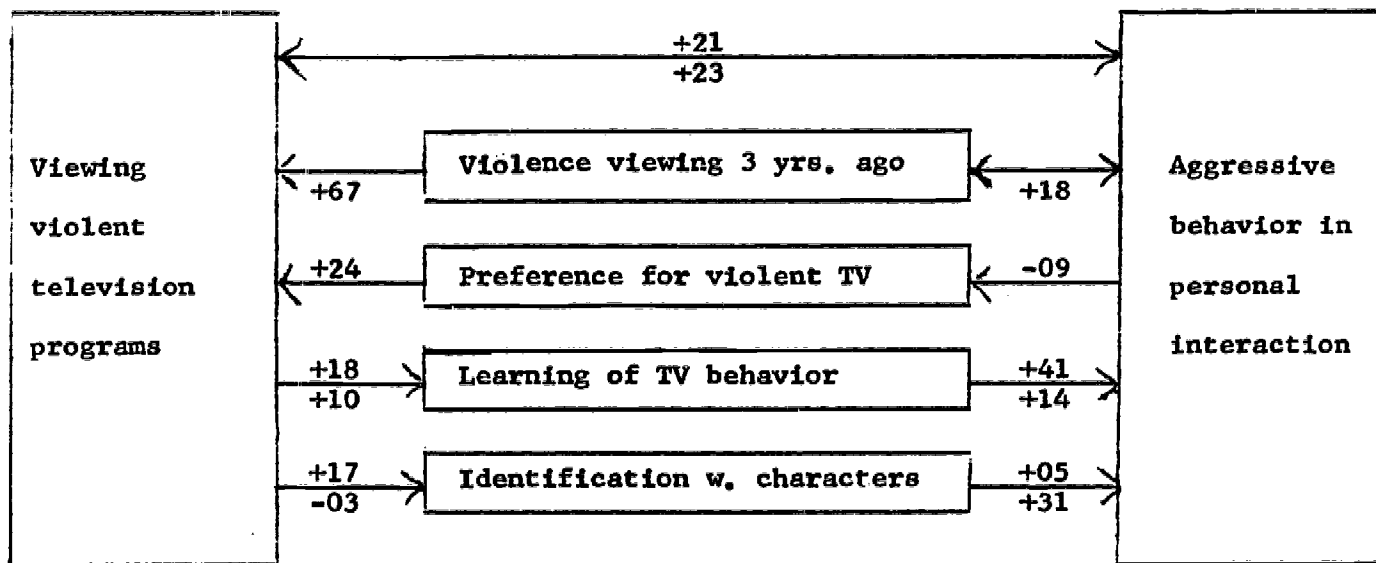 +21
+23
Viewing
violent
television
programs
Violence viewing 3 yrs. ago
+67
+18
Preference for violent TV
+24
-09
Learning of TV behavior
+18
+10
+41
+14
Identification w. characters
+17
-03
+05
+31
Aggressive
behavior in
personal
interaction